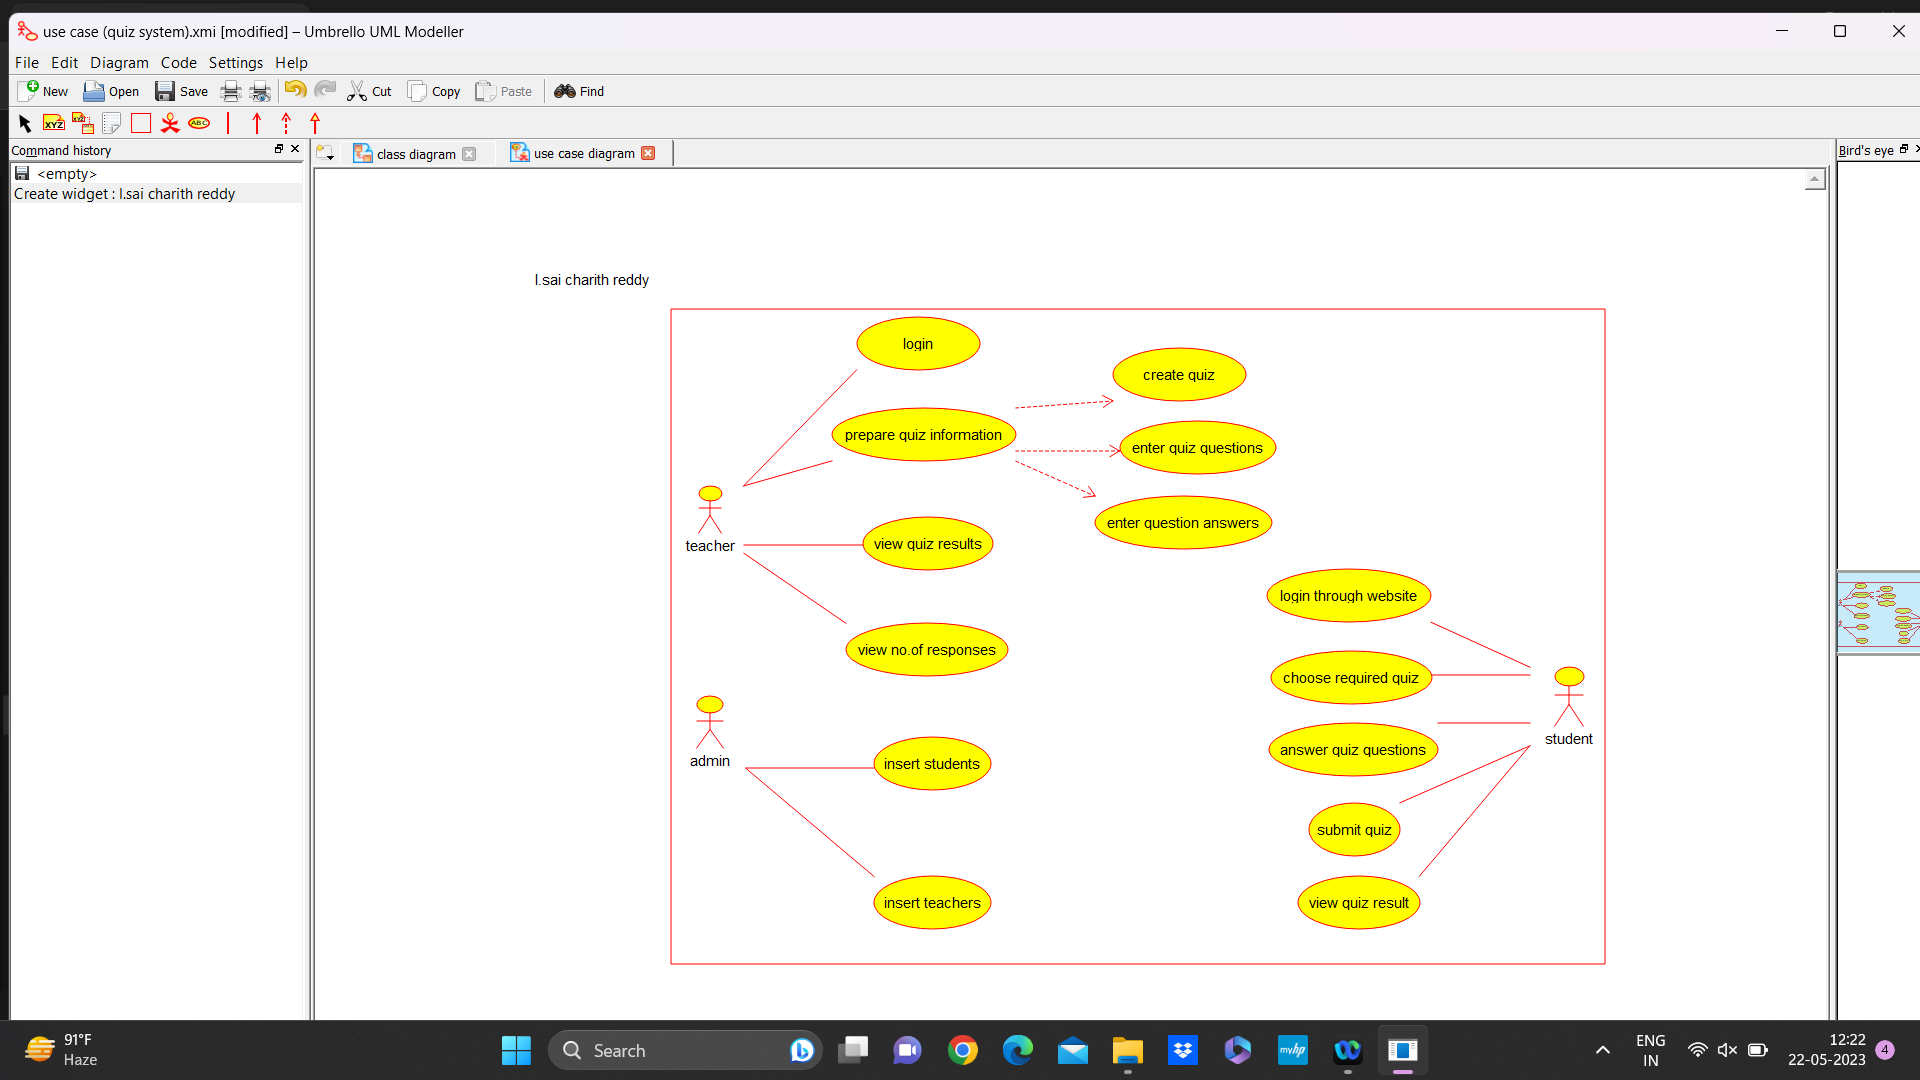 use case (quiz system).xmi [modified] – Umbrello UML Modeller
File Edit Diagram Code Settings Help
New Open Save Cut Copy Paste Find
XYZ XYZ ABC
Command history
class diagram
use case diagram
Bird's eye
<empty>
Create widget : l.sai charith reddy
l.sai charith reddy
login
create quiz
prepare quiz information
enter quiz questions
enter question answers
teacher
view quiz results
login through website
view no.of responses
choose required quiz
student
answer quiz questions
admin
insert students
submit quiz
insert teachers
view quiz result
91°F
Haze
Search
myhp
ENG
IN
12:22
22-05-2023
4